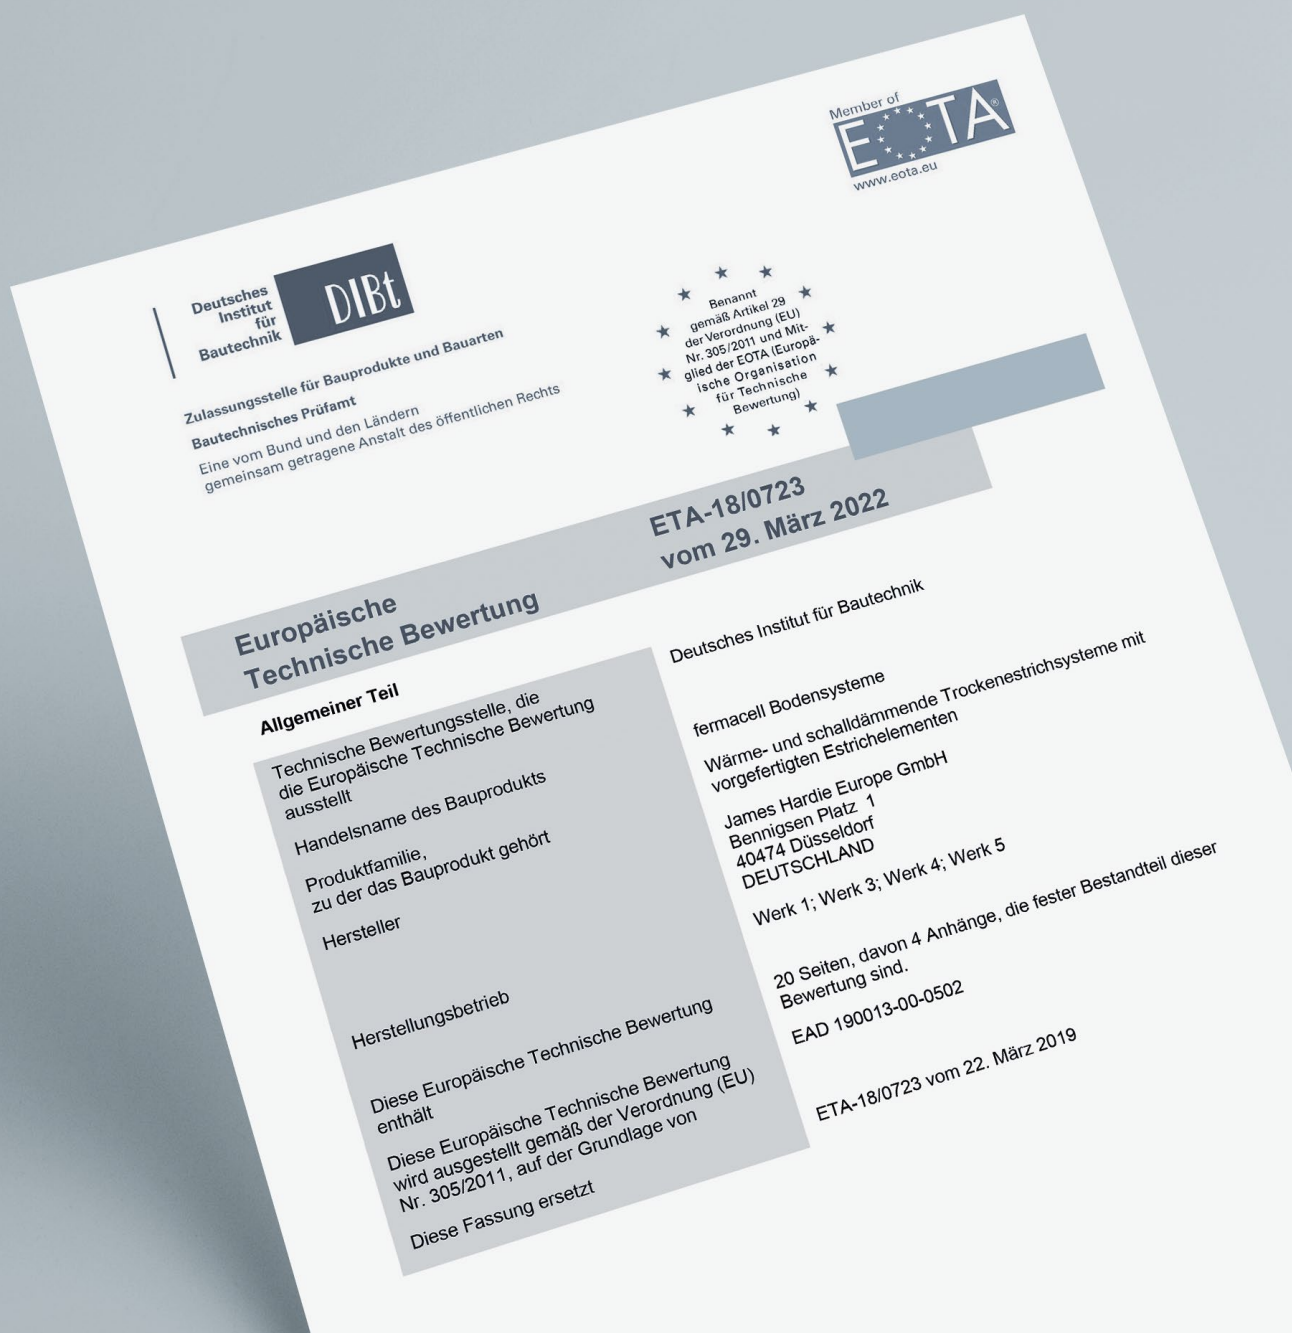 Member of
EOTA®
www.eota.eu
Deutsches
Institut
für
Bautechnik
DIBt
Zulassungsstelle für Bauprodukte und Bauarten
Bautechnisches Prüfamt
Eine vom Bund und den Ländern
gemeinsam getragene Anstalt des öffentlichen Rechts
Benannt
gemäß Artikel 29
der Verordnung (EU)
Nr. 305/2011 und Mit-
glied der EOTA (Europä-
ische Organisation
für Technische
Bewertung)
Europäische
Technische Bewertung
ETA-18/0723
vom 29. März 2022
Allgemeiner Teil
Technische Bewertungsstelle, die
die Europäische Technische Bewertung
ausstellt
Deutsches Institut für Bautechnik
Handelsname des Bauprodukts
fermacell Bodensysteme
Produktfamilie,
zu der das Bauprodukt gehört
Wärme- und schalldämmende Trockenestrichsysteme mit
vorgefertigten Estrichelementen
Hersteller
James Hardie Europe GmbH
Bennigsen Platz 1
40474 Düsseldorf
DEUTSCHLAND
Herstellungsbetrieb
Werk 1; Werk 3; Werk 4; Werk 5
Diese Europäische Technische Bewertung
enthält
20 Seiten, davon 4 Anhänge, die fester Bestandteil dieser
Bewertung sind.
Diese Europäische Technische Bewertung
wird ausgestellt gemäß der Verordnung (EU)
Nr. 305/2011, auf der Grundlage von
EAD 190013-00-0502
Diese Fassung ersetzt
ETA-18/0723 vom 22. März 2019